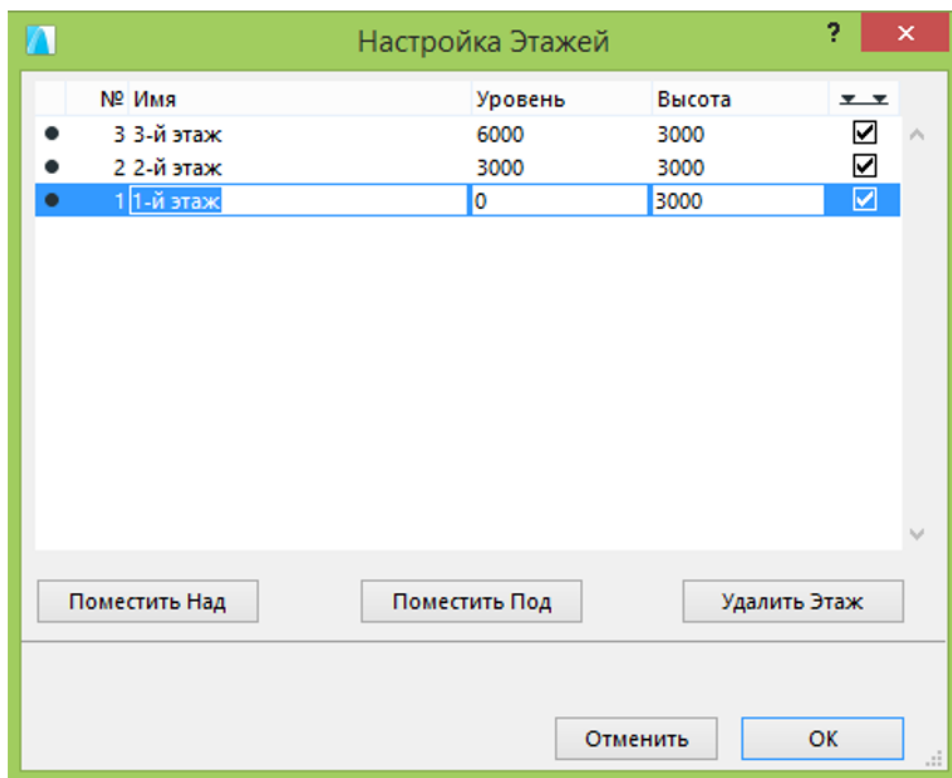 Настройка Этажей ?
№ Имя Уровень Высота
3 3-й этаж 6000 3000
2 2-й этаж 3000 3000
1 1-й этаж 0 3000
Поместить Над Поместить Под Удалить Этаж
Отменить ОК